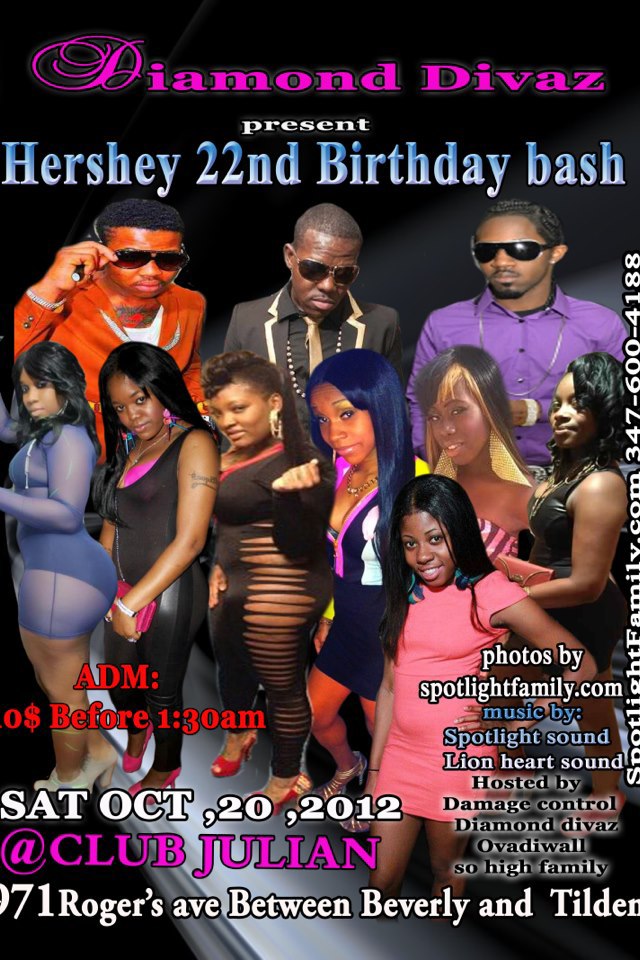 Diamond Divaz
present
Hershey 22nd Birthday bash
SpotlightFamily.com 347-600-4188
ADM:
10$ Before 1:30am
photos by
spotlightfamily.com
music by:
Spotlight sound
Lion heart sound
Hosted by
Damage control
Diamond divaz
Ovadiwall
so high family
SAT OCT ,20 ,2012
@CLUB JULIAN
971Roger's ave Between Beverly and Tilden